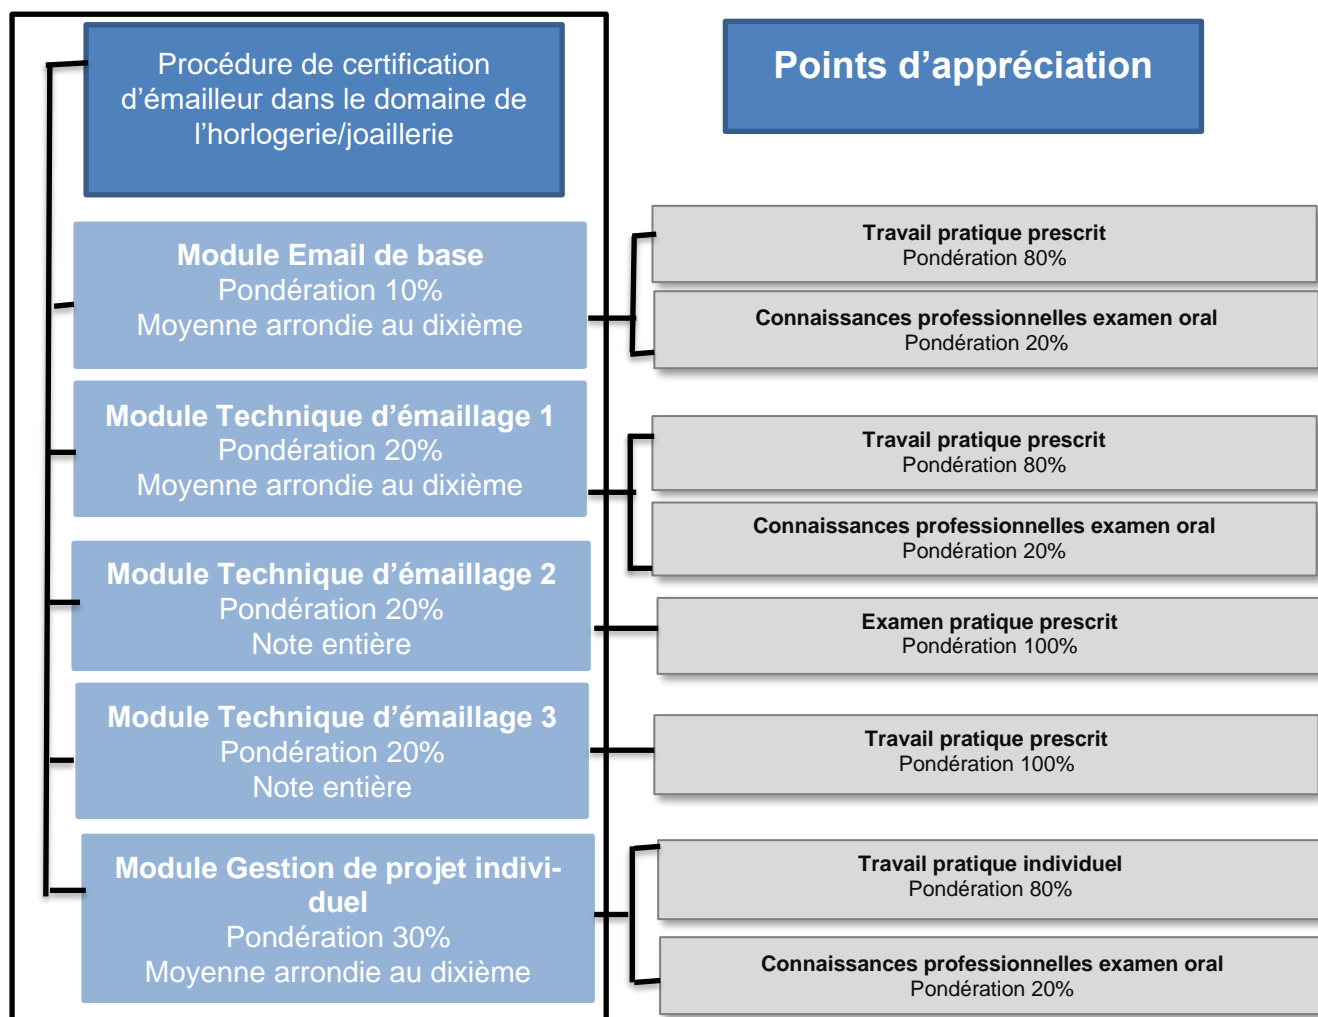 Procédure de certification
d'émailleur dans le domaine de
l'horlogerie/joaillerie
Points d'appréciation
Module Email de base
Pondération 10%
Moyenne arrondie au dixième
Travail pratique prescrit
Pondération 80%
Connaissances professionnelles examen oral
Pondération 20%
Module Technique d'émaillage 1
Pondération 20%
Moyenne arrondie au dixième
Travail pratique prescrit
Pondération 80%
Connaissances professionnelles examen oral
Pondération 20%
Module Technique d'émaillage 2
Pondération 20%
Note entière
Examen pratique prescrit
Pondération 100%
Module Technique d'émaillage 3
Pondération 20%
Note entière
Travail pratique prescrit
Pondération 100%
Module Gestion de projet indivi-
duel
Pondération 30%
Moyenne arrondie au dixième
Travail pratique individuel
Pondération 80%
Connaissances professionnelles examen oral
Pondération 20%